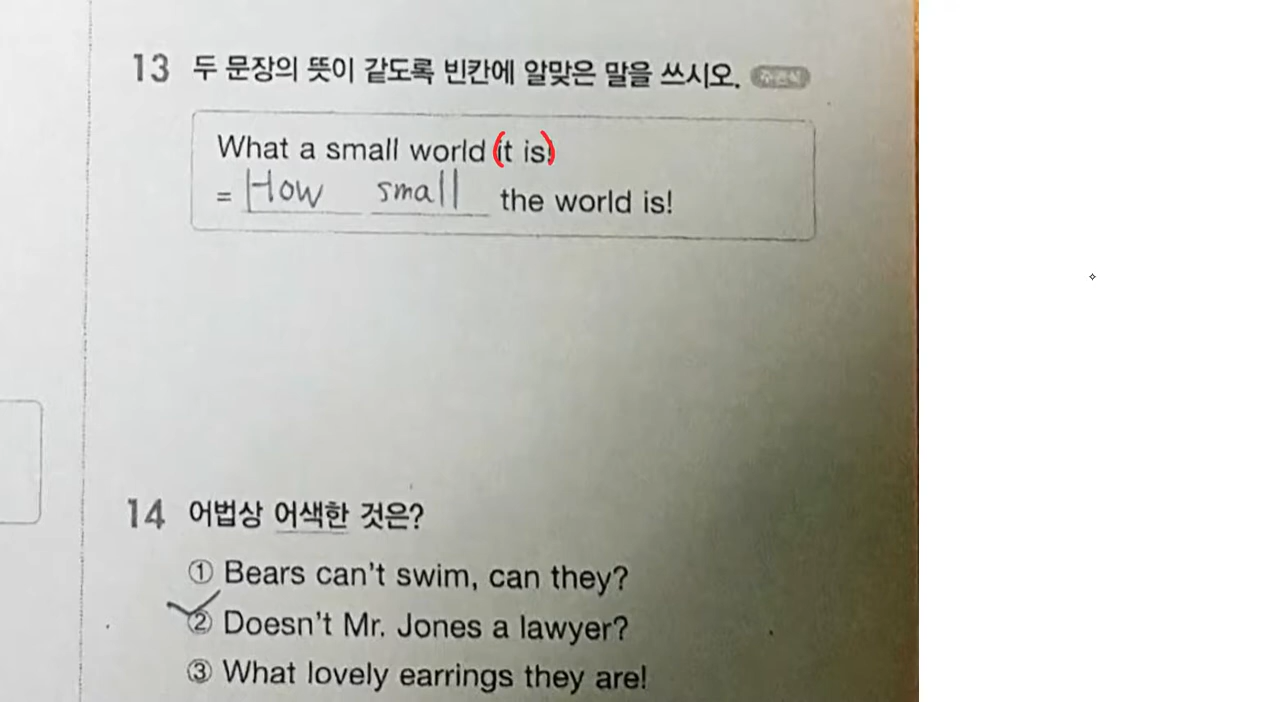 13 두 문장의 뜻이 같도록 빈칸에 알맞은 말을 쓰시오. 주관식
What a small world (it is!)
= How small the world is!
14 어법상 어색한 것은?
① Bears can't swim, can they?
② Doesn't Mr. Jones a lawyer?
③ What lovely earrings they are!